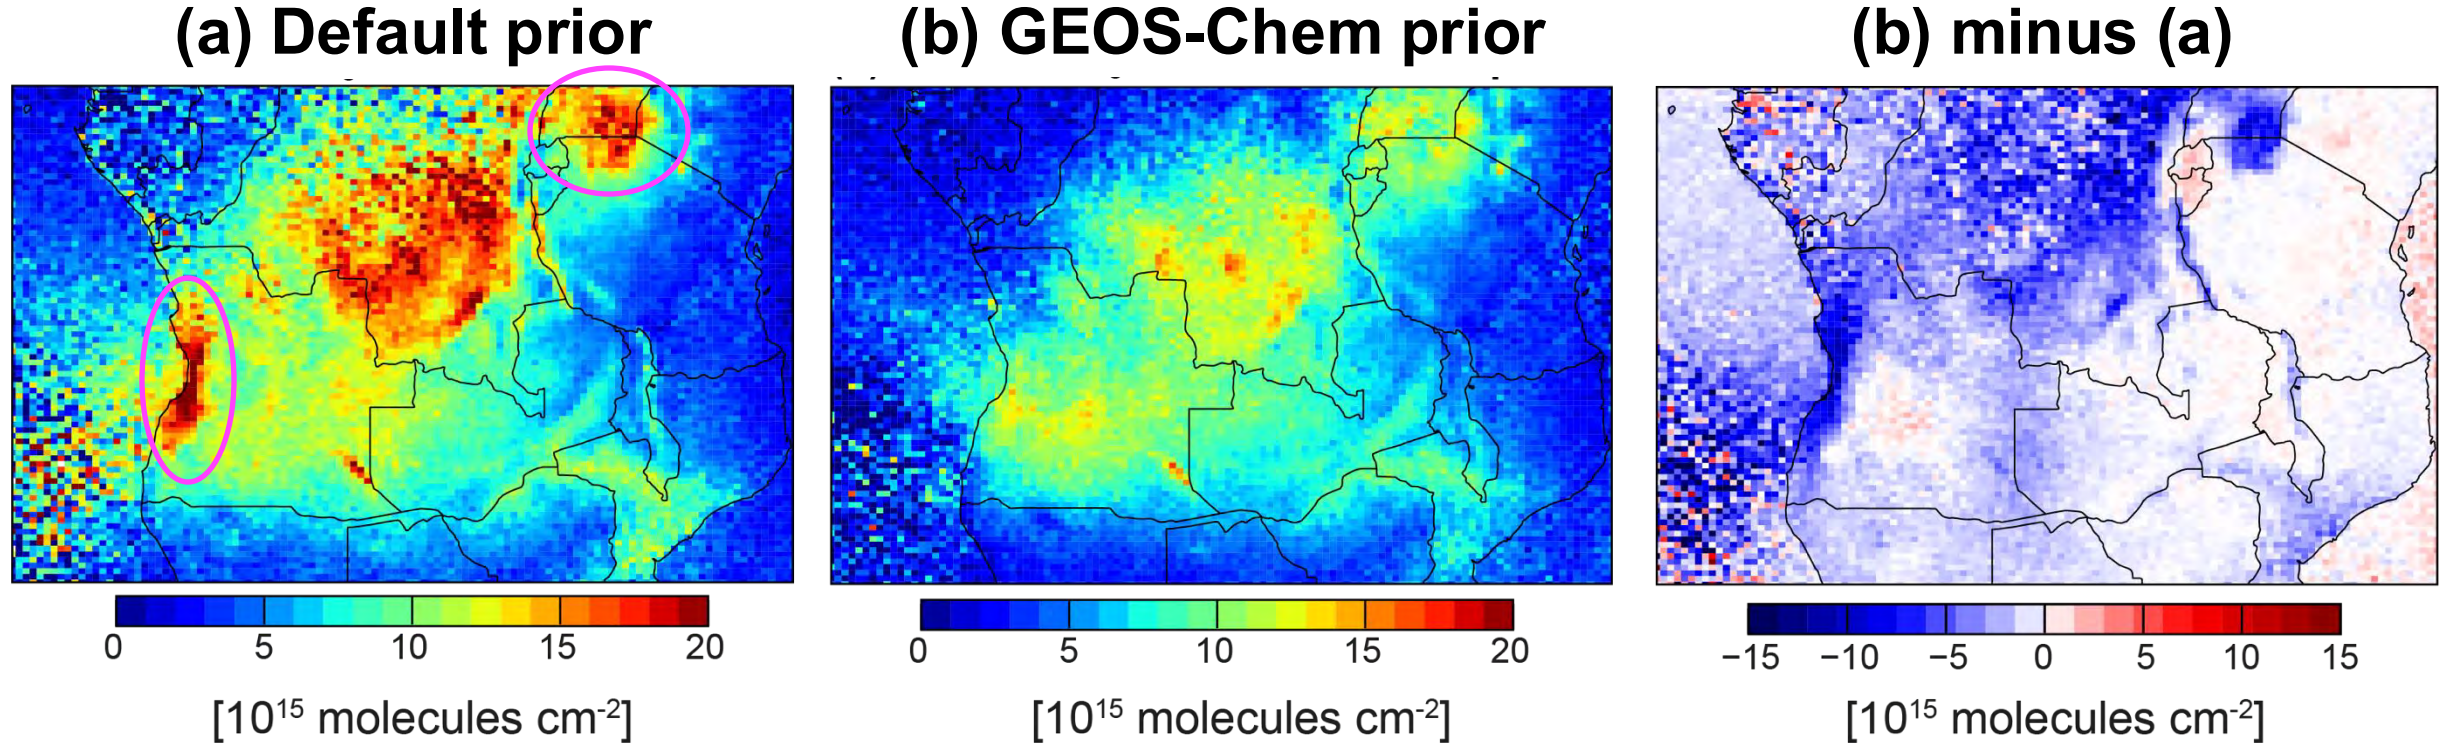 (a) Default prior
(b) GEOS-Chem prior
(b) minus (a)
0 5 10 15 20
0 5 10 15 20
−15 −10 −5 0 5 10 15
[10¹⁵ molecules cm⁻²]
[10¹⁵ molecules cm⁻²]
[10¹⁵ molecules cm⁻²]